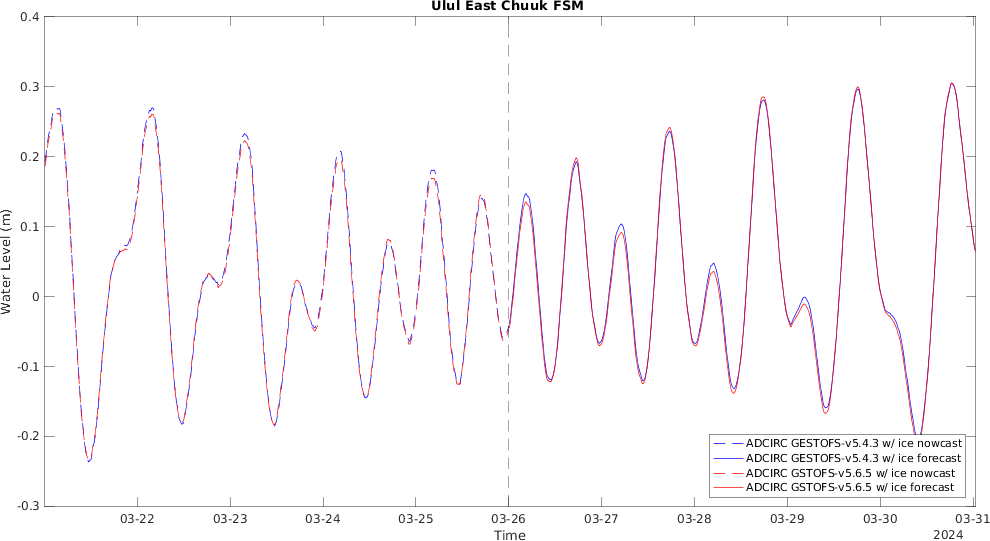 Ulul East Chuuk FSM
0.4
0.3
0.2
0.1
0
-0.1
-0.2
-0.3
Water Level (m)
03-22 03-23 03-24 03-25 03-26 03-27 03-28 03-29 03-30 03-31
Time
2024
ADCIRC GESTOFS-v5.4.3 w/ ice nowcast
ADCIRC GESTOFS-v5.4.3 w/ ice forecast
ADCIRC GSTOFS-v5.6.5 w/ ice nowcast
ADCIRC GSTOFS-v5.6.5 w/ ice forecast